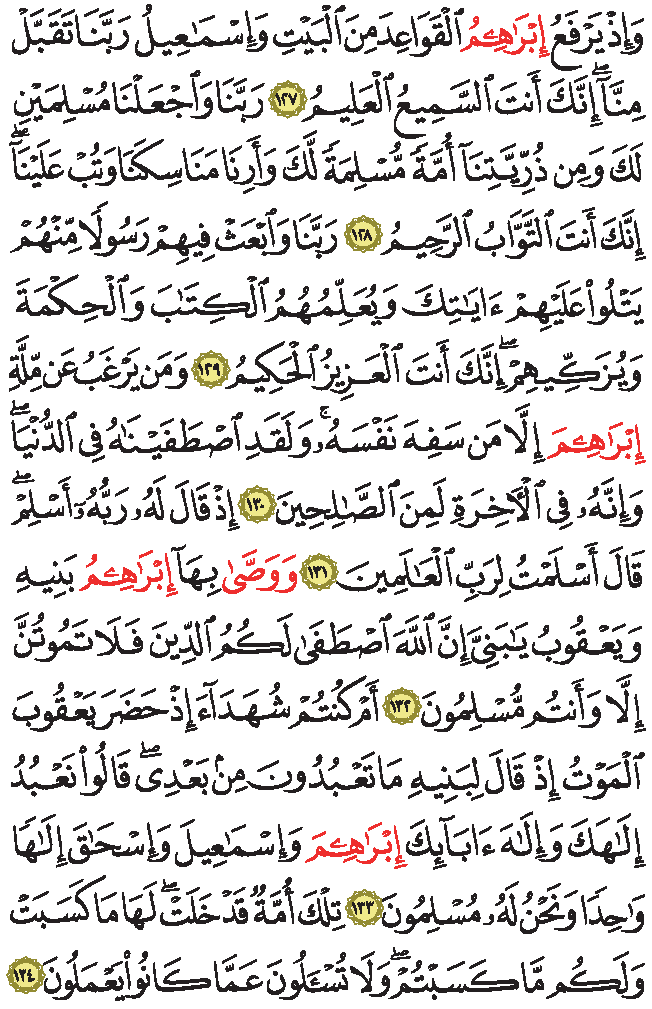 وَإِذْ يَرْفَعُ إِبْرَٰهِـۧمُ ٱلْقَوَاعِدَ مِنَ ٱلْبَيْتِ وَإِسْمَٰعِيلُ رَبَّنَا تَقَبَّلْ
مِنَّآ ۖ إِنَّكَ أَنتَ ٱلسَّمِيعُ ٱلْعَلِيمُ ١٢٧ رَبَّنَا وَٱجْعَلْنَا مُسْلِمَيْنِ
لَكَ وَمِن ذُرِّيَّتِنَآ أُمَّةً مُّسْلِمَةً لَّكَ وَأَرِنَا مَنَاسِكَنَا وَتُبْ عَلَيْنَآ ۖ
إِنَّكَ أَنتَ ٱلتَّوَّابُ ٱلرَّحِيمُ ١٢٨ رَبَّنَا وَٱبْعَثْ فِيهِمْ رَسُولًا مِّنْهُمْ
يَتْلُوا۟ عَلَيْهِمْ ءَايَٰتِكَ وَيُعَلِّمُهُمُ ٱلْكِتَٰبَ وَٱلْحِكْمَةَ
وَيُزَكِّيهِمْ ۖ إِنَّكَ أَنتَ ٱلْعَزِيزُ ٱلْحَكِيمُ ١٢٩ وَمَن يَرْغَبُ عَن مِّلَّةِ
إِبْرَٰهِـۧمَ إِلَّا مَن سَفِهَ نَفْسَهُۥ ۚ وَلَقَدِ ٱصْطَفَيْنَٰهُ فِى ٱلدُّنْيَا ۖ
وَإِنَّهُۥ فِى ٱلْءَاخِرَةِ لَمِنَ ٱلصَّٰلِحِينَ ١٣٠ إِذْ قَالَ لَهُۥ رَبُّهُۥٓ أَسْلِمْ ۖ
قَالَ أَسْلَمْتُ لِرَبِّ ٱلْعَٰلَمِينَ ١٣١ وَوَصَّىٰ بِهَآ إِبْرَٰهِـۧمُ بَنِيهِ
وَيَعْقُوبُ يَٰبَنِىَّ إِنَّ ٱللَّهَ ٱصْطَفَىٰ لَكُمُ ٱلدِّينَ فَلَا تَمُوتُنَّ
إِلَّا وَأَنتُم مُّسْلِمُونَ ١٣٢ أَمْ كُنتُمْ شُهَدَآءَ إِذْ حَضَرَ يَعْقُوبَ
ٱلْمَوْتُ إِذْ قَالَ لِبَنِيهِ مَا تَعْبُدُونَ مِنۢ بَعْدِى ۖ قَالُوا۟ نَعْبُدُ
إِلَٰهَكَ وَإِلَٰهَ ءَابَآئِكَ إِبْرَٰهِـۧمَ وَإِسْمَٰعِيلَ وَإِسْحَٰقَ إِلَٰهًا
وَٰحِدًا وَنَحْنُ لَهُۥ مُسْلِمُونَ ١٣٣ تِلْكَ أُمَّةٌ قَدْ خَلَتْ ۖ لَهَا مَا كَسَبَتْ
وَلَكُم مَّا كَسَبْتُمْ ۖ وَلَا تُسْـَٔلُونَ عَمَّا كَانُوا۟ يَعْمَلُونَ ١٣٤